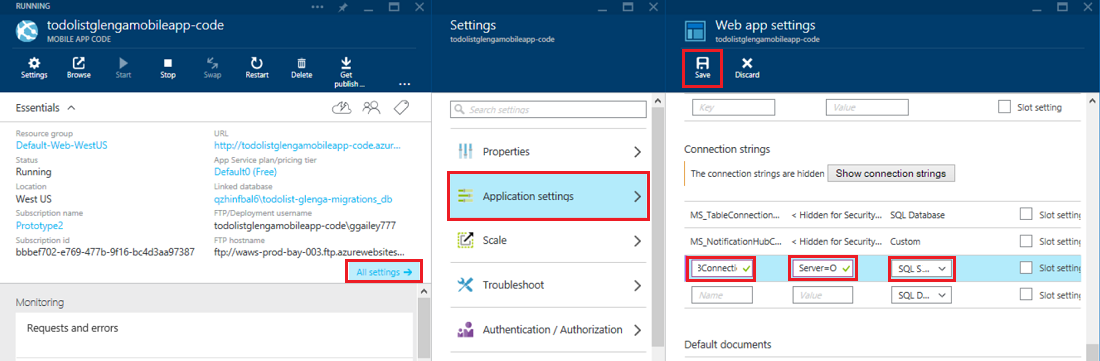 RUNNING
todolistglengamobileapp-code
MOBILE APP CODE
Settings Browse Start Stop Swap Restart Delete Get publish ...
Essentials
Resource group
Default-Web-WestUS
Status
Running
Location
West US
Subscription name
Prototype2
Subscription id
bbbef702-e769-477b-9f16-bc4d3aa97387
URL
http://todolistglengamobileapp-code.azur...
App Service plan/pricing tier
Default0 (Free)
Linked database
qzhinfbal6\todolist-glenga-migrations_db
FTP/Deployment username
todolistglengamobileapp-code\ggailey777
FTP hostname
ftp://waws-prod-bay-003.ftp.azurewebsites...
All settings
Monitoring
Requests and errors
Settings
todolistglengamobileapp-code
Search settings
Properties
Application settings
Scale
Troubleshoot
Authentication / Authorization
Web app settings
todolistglengamobileapp-code
Save Discard
Key Value Slot setting
Connection strings
The connection strings are hidden Show connection strings
MS_TableConnection... < Hidden for Security... SQL Database Slot setting
MS_NotificationHubC... < Hidden for Security... Custom Slot setting
Server=O SQL S... Slot setting
Name Value SQL D... Slot setting
Default documents